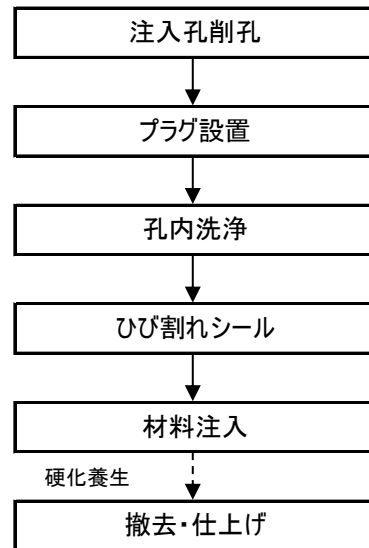 注入孔削孔
プラグ設置
孔内洗浄
ひび割れシール
材料注入
硬化養生
撤去・仕上げ